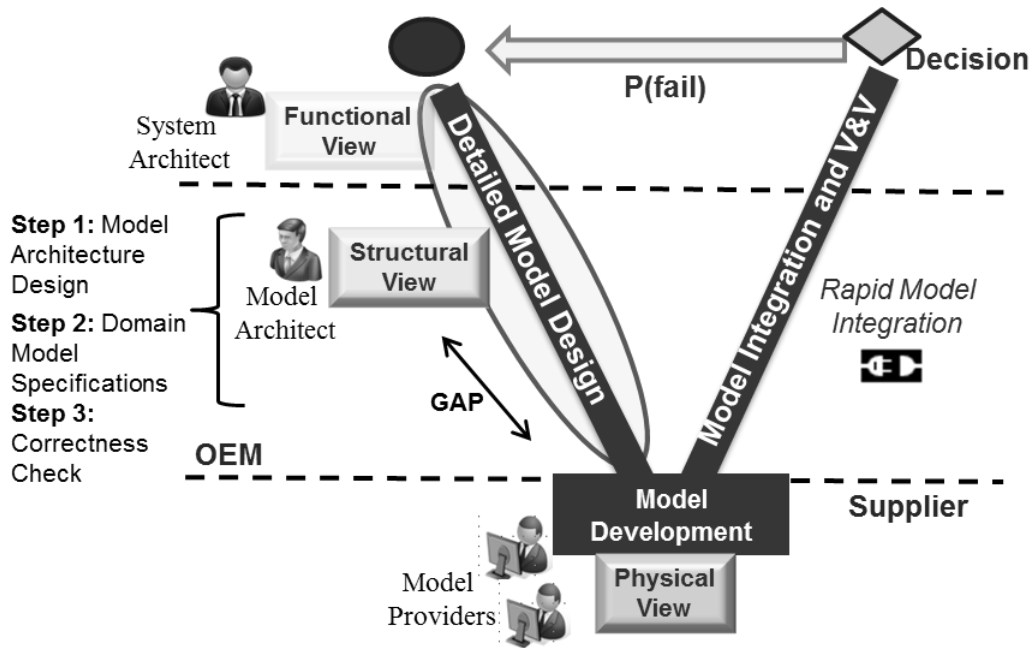 Decision
P(fail)
System
Architect
Functional
View
Detailed Model Design
Model Integration and V&V
Step 1: Model
Architecture
Design
Step 2: Domain
Model
Specifications
Step 3:
Correctness
Check
Model
Architect
Structural
View
Rapid Model
Integration
GAP
OEM
Supplier
Model
Development
Model
Providers
Physical
View